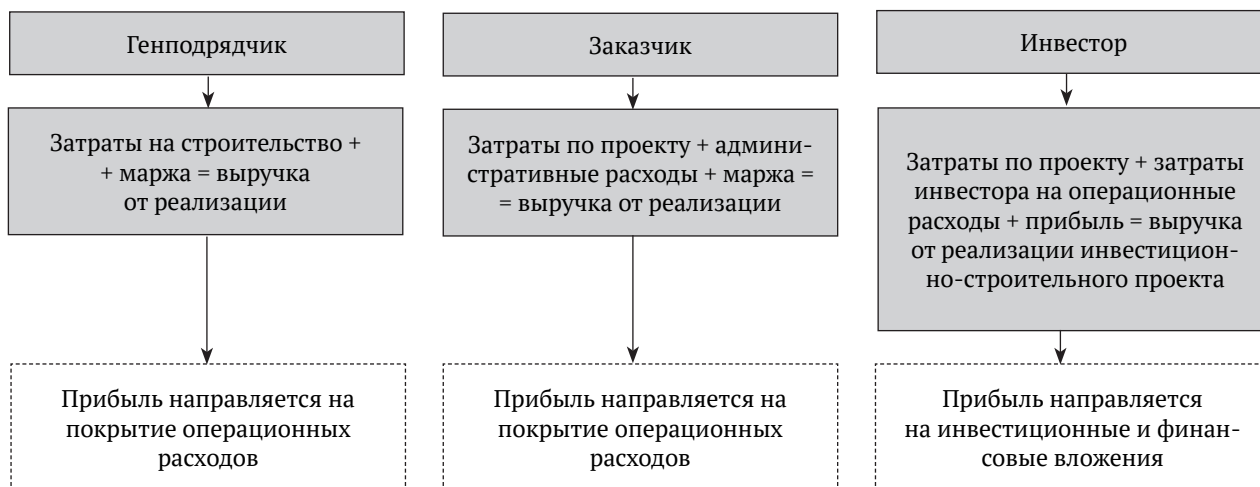 Генподрядчик
Затраты на строительство +
+ маржа = выручка
от реализации
Прибыль направляется на
покрытие операционных
расходов
Заказчик
Затраты по проекту + админи-
стративные расходы + маржа =
= выручка от реализации
Прибыль направляется на
покрытие операционных
расходов
Инвестор
Затраты по проекту + затраты
инвестора на операционные
расходы + прибыль = выручка
от реализации инвестицион-
но-строительного проекта
Прибыль направляется
на инвестиционные и финан-
совые вложения